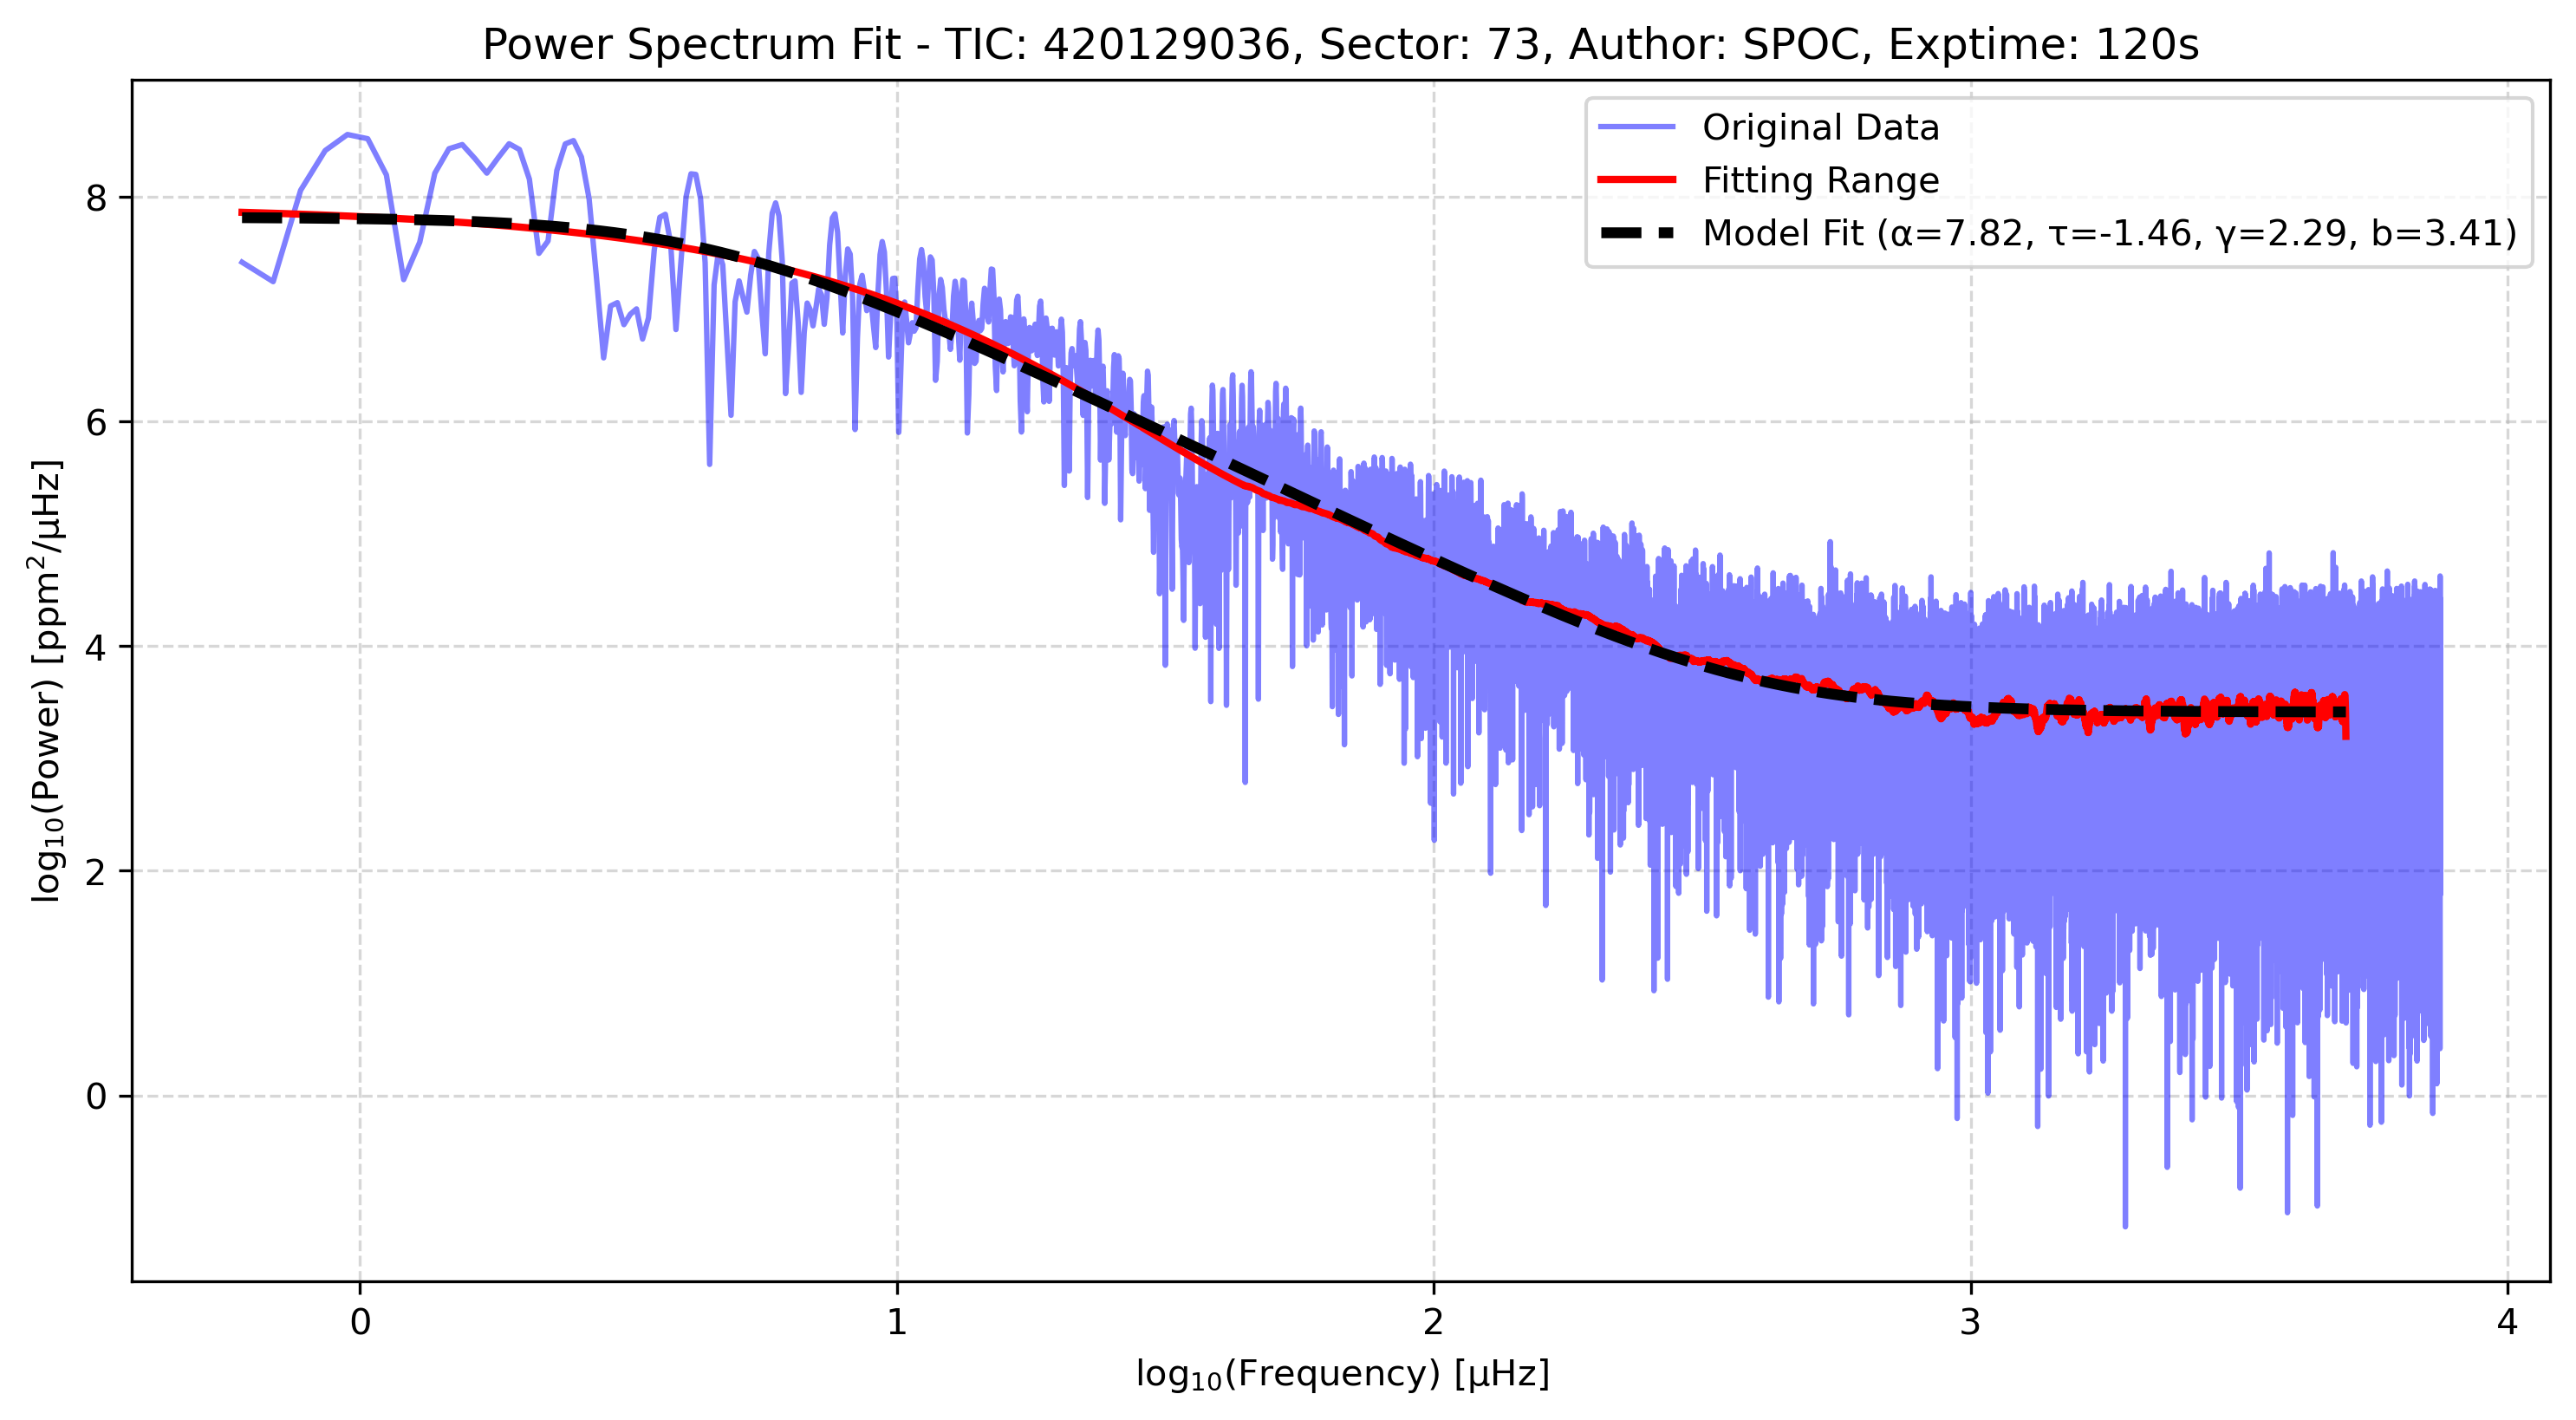 Power Spectrum Fit - TIC: 420129036, Sector: 73, Author: SPOC, Exptime: 120s
Original Data
Fitting Range
Model Fit (α=7.82, τ=-1.46, γ=2.29, b=3.41)
log₁₀(Power) [ppm²/μHz]
8
6
4
2
0
0 1 2 3 4
log₁₀(Frequency) [μHz]